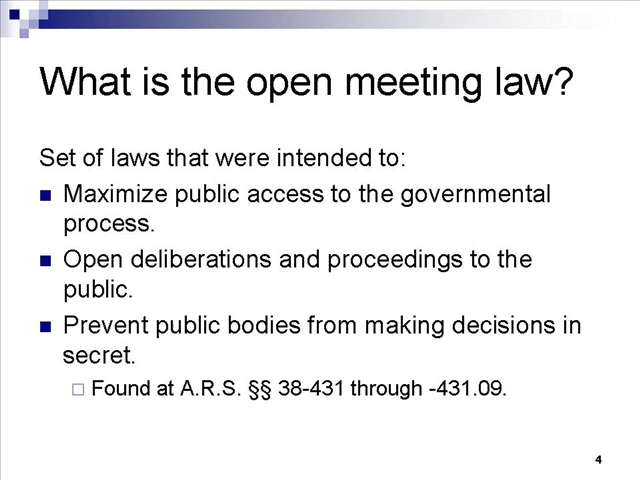 What is the open meeting law?
Set of laws that were intended to:
Maximize public access to the governmental
process.
Open deliberations and proceedings to the
public.
Prevent public bodies from making decisions in
secret.
Found at A.R.S. §§ 38-431 through -431.09.
4